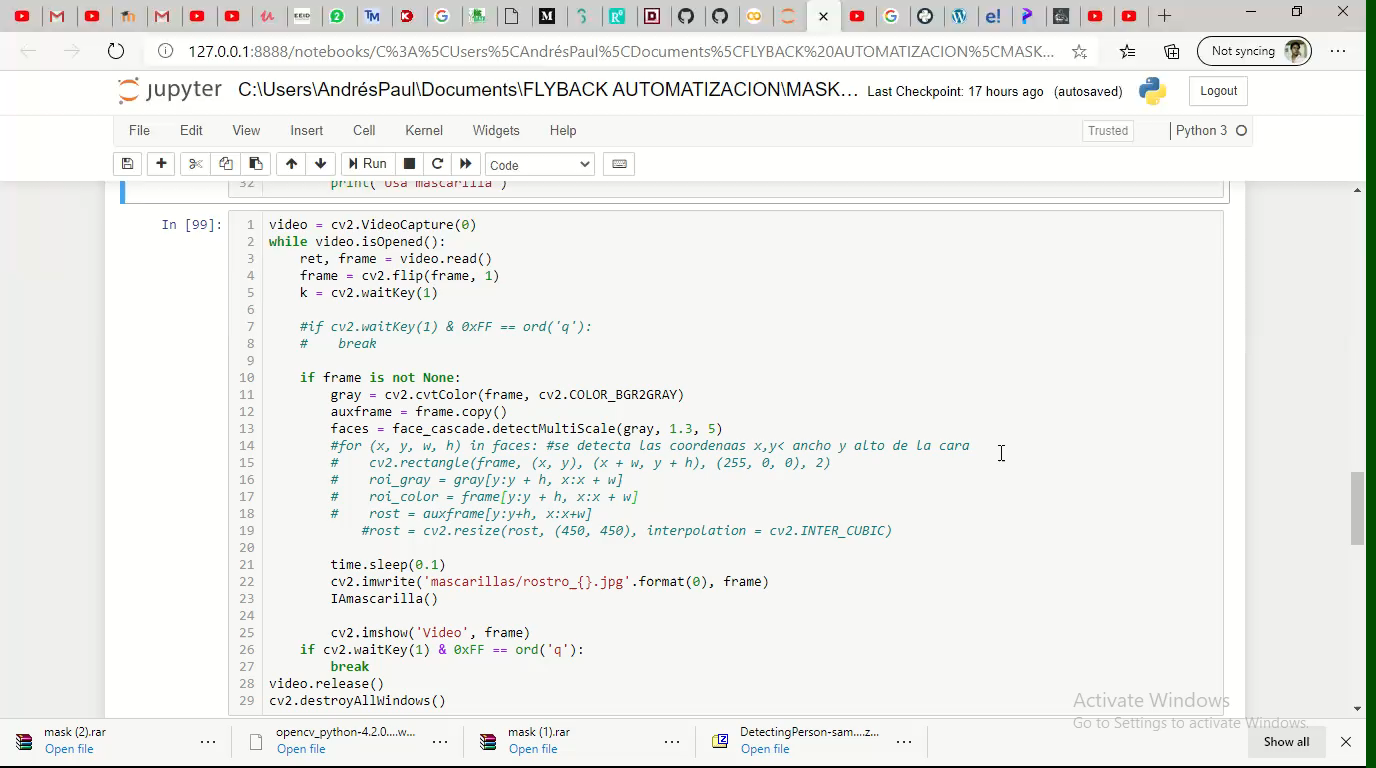 EEID
TM
M
R
D
e!
127.0.0.1:8888/notebooks/C%3A%5CUsers%5CAndrésPaul%5CDocuments%5CFLYBACK%20AUTOMATIZACION%5CMASK...
Not syncing
jupyter C:\Users\AndrésPaul\Documents\FLYBACK AUTOMATIZACION\MASK... Last Checkpoint: 17 hours ago (autosaved)
Logout
File Edit View Insert Cell Kernel Widgets Help
Trusted
Python 3
Run
Code
32 print("Usa mascarilla")
In [99]:
1 video = cv2.VideoCapture(0)
2 while video.isOpened():
3 ret, frame = video.read()
4 frame = cv2.flip(frame, 1)
5 k = cv2.waitKey(1)
6
7 #if cv2.waitKey(1) & 0xFF == ord('q'):
8 # break
9
10 if frame is not None:
11 gray = cv2.cvtColor(frame, cv2.COLOR_BGR2GRAY)
12 auxframe = frame.copy()
13 faces = face_cascade.detectMultiScale(gray, 1.3, 5)
14 #for (x, y, w, h) in faces: #se detecta las coordenaas x,y< ancho y alto de la cara
15 # cv2.rectangle(frame, (x, y), (x + w, y + h), (255, 0, 0), 2)
16 # roi_gray = gray[y:y + h, x:x + w]
17 # roi_color = frame[y:y + h, x:x + w]
18 # rost = auxframe[y:y+h, x:x+w]
19 #rost = cv2.resize(rost, (450, 450), interpolation = cv2.INTER_CUBIC)
20
21 time.sleep(0.1)
22 cv2.imwrite('mascarillas/rostro_{}.jpg'.format(0), frame)
23 IAmascarilla()
24
25 cv2.imshow('Video', frame)
26 if cv2.waitKey(1) & 0xFF == ord('q'):
27 break
28 video.release()
29 cv2.destroyAllWindows()
Activate Windows
Go to Settings to activate Windows.
mask (2).rar
Open file
opencv_python-4.2.0....w...
Open file
mask (1).rar
Open file
DetectingPerson-sam....z...
Open file
Show all